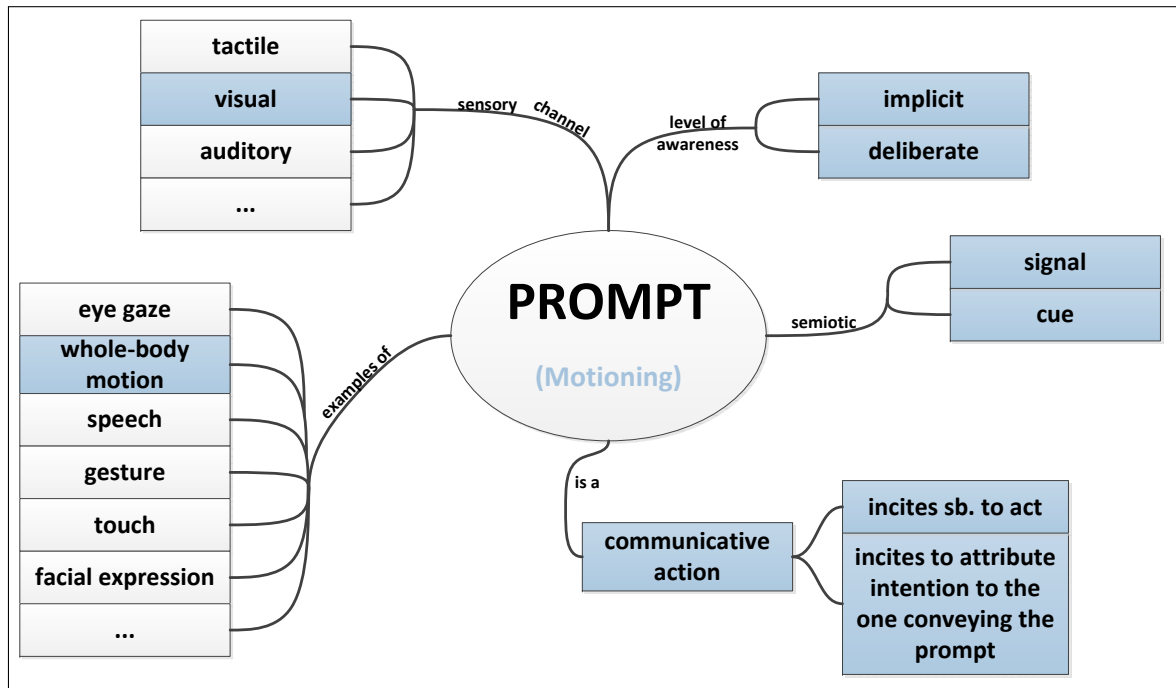 tactile
visual
auditory
...
sensory channel
level of
awareness
implicit
deliberate
PROMPT
(Motioning)
semiotic
signal
cue
examples of
eye gaze
whole-body
motion
speech
gesture
touch
facial expression
...
is a
communicative
action
incites sb. to act
incites to attribute
intention to the
one conveying the
prompt